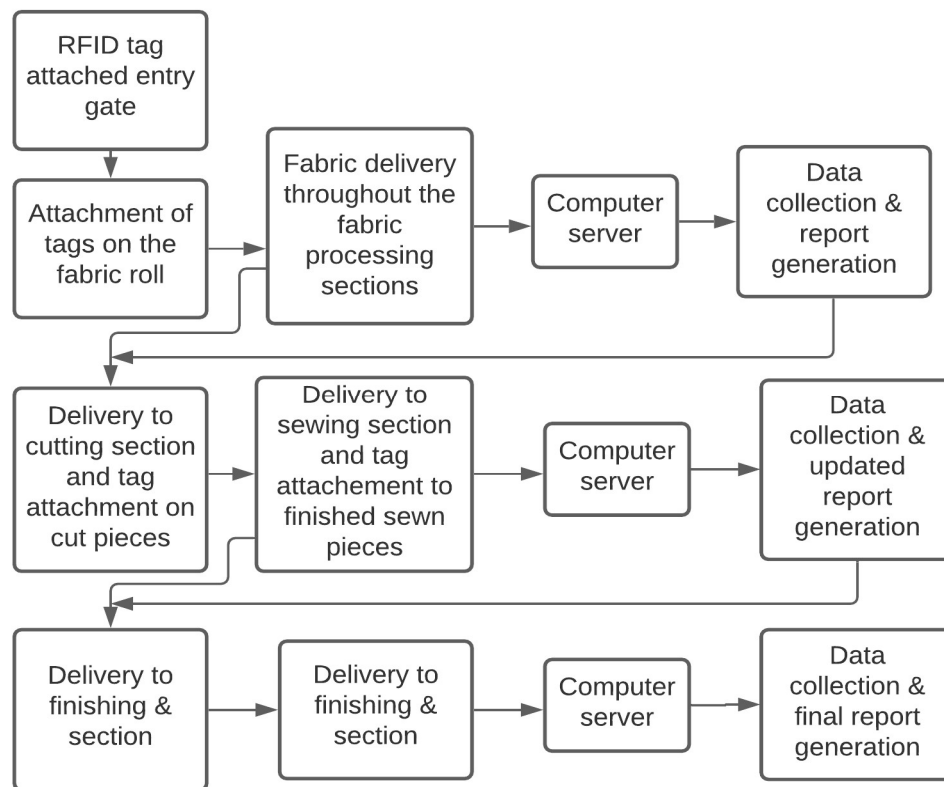 RFID tag
attached entry
gate
Attachment of
tags on the
fabric roll
Fabric delivery
throughout the
fabric
processing
sections
Computer
server
Data
collection &
report
generation
Delivery to
cutting section
and tag
attachment on
cut pieces
Delivery to
sewing section
and tag
attachement to
finished sewn
pieces
Computer
server
Data
collection &
updated
report
generation
Delivery to
finishing &
section
Delivery to
finishing &
section
Computer
server
Data
collection &
final report
generation